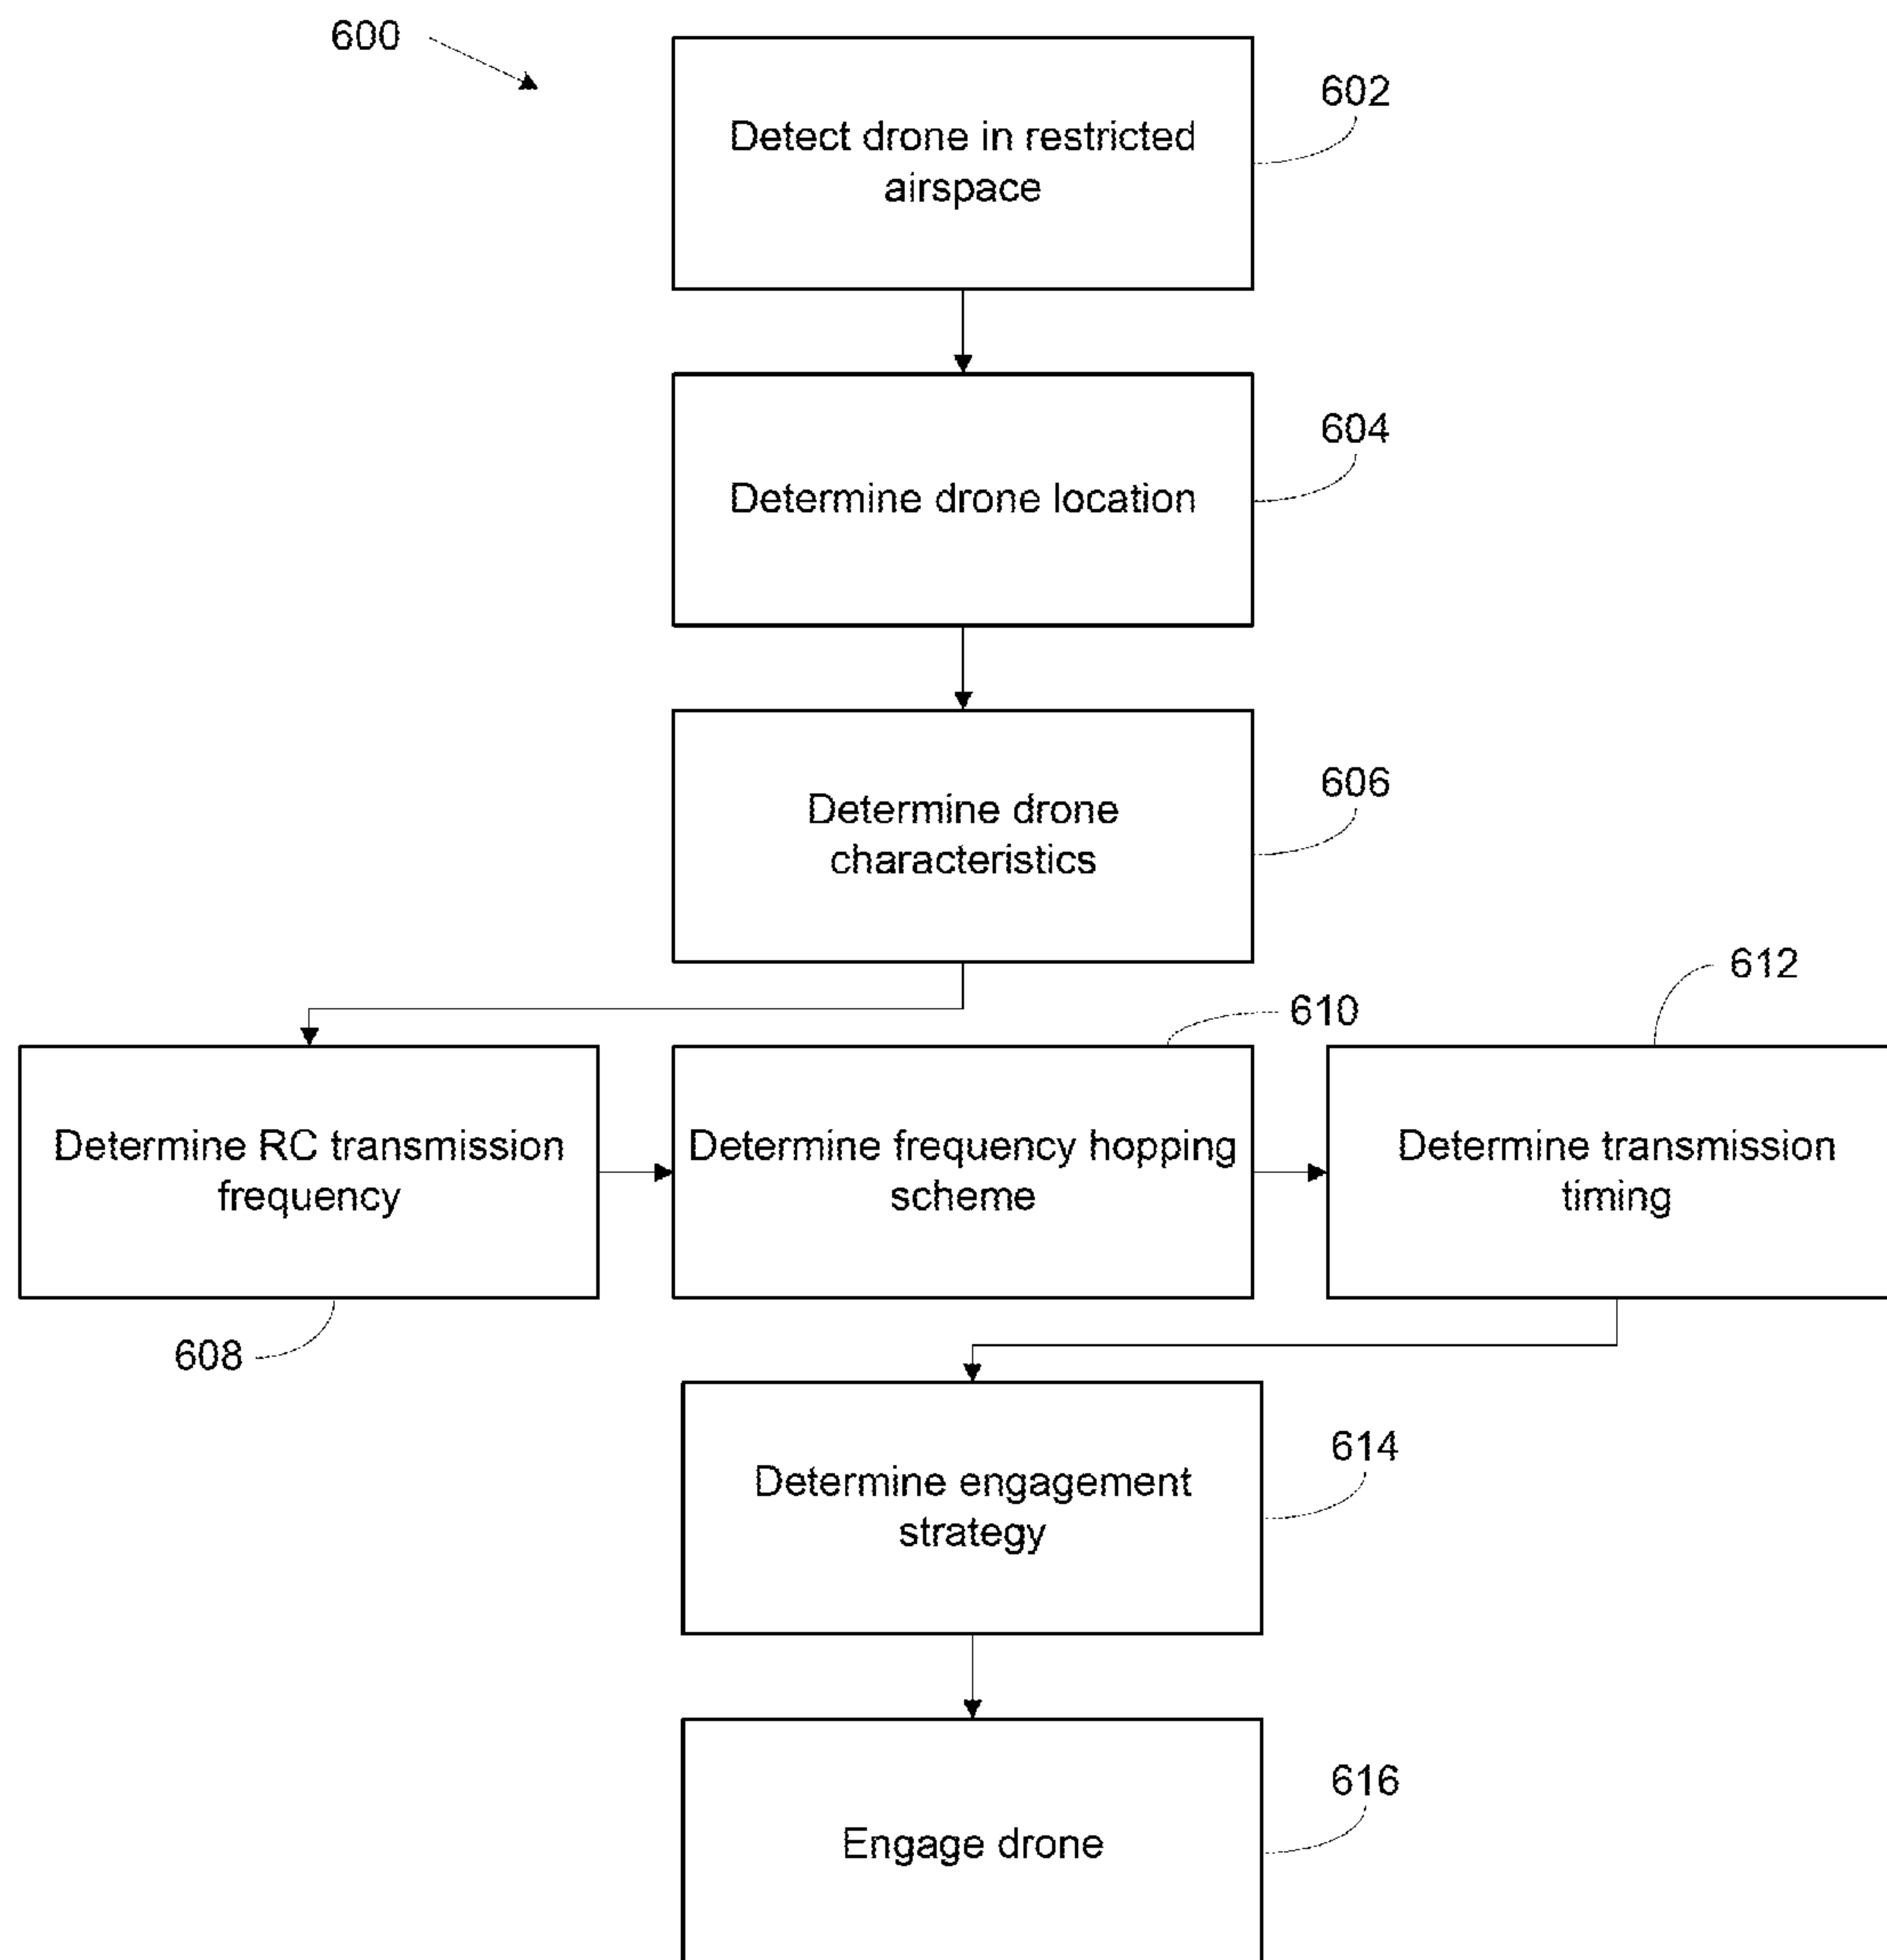 600
Detect drone in restricted
airspace
602
Determine drone location
604
Determine drone
characteristics
606
Determine RC transmission
frequency
608
Determine frequency hopping
scheme
610
Determine transmission
timing
612
Determine engagement
strategy
614
Engage drone
616